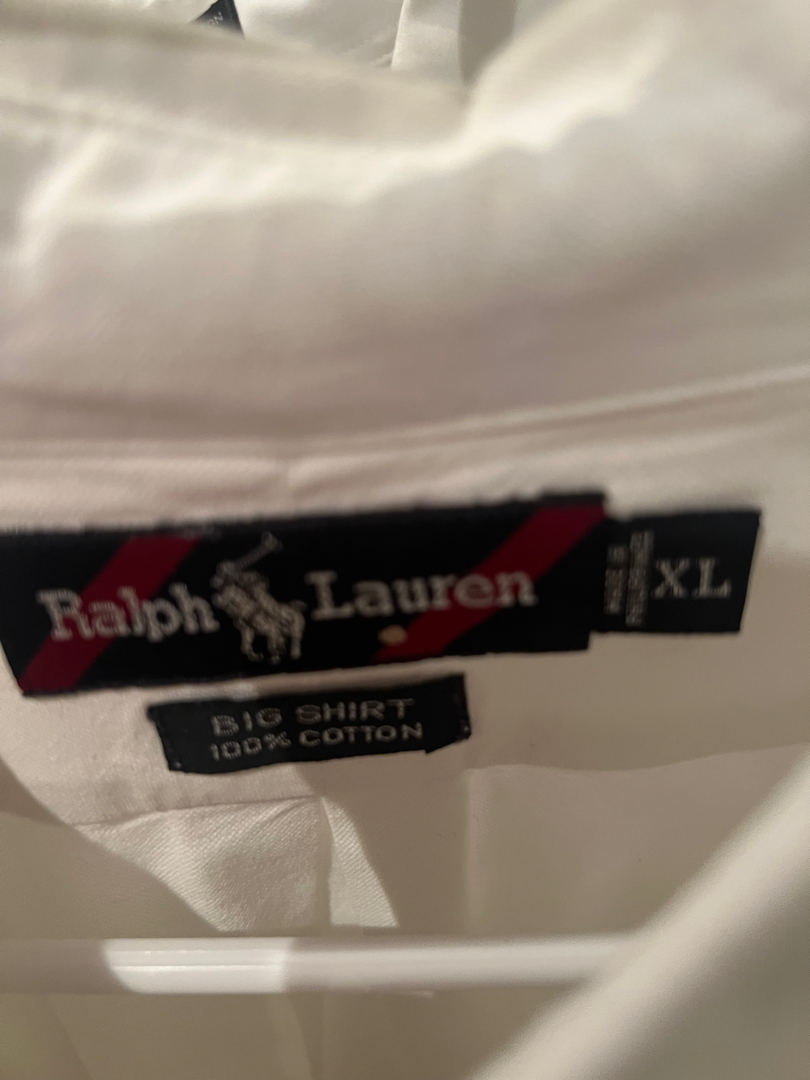 Ralph Lauren
XL
BIG SHIRT
100% COTTON